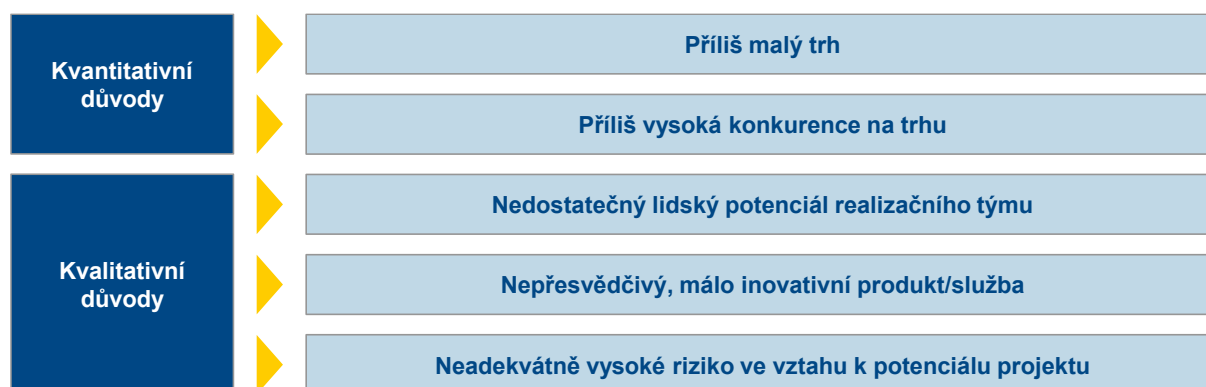 Kvantitativní
důvody
Příliš malý trh
Příliš vysoká konkurence na trhu
Kvalitativní
důvody
Nedostatečný lidský potenciál realizačního týmu
Nepřesvědčivý, málo inovativní produkt/služba
Neadekvátně vysoké riziko ve vztahu k potenciálu projektu